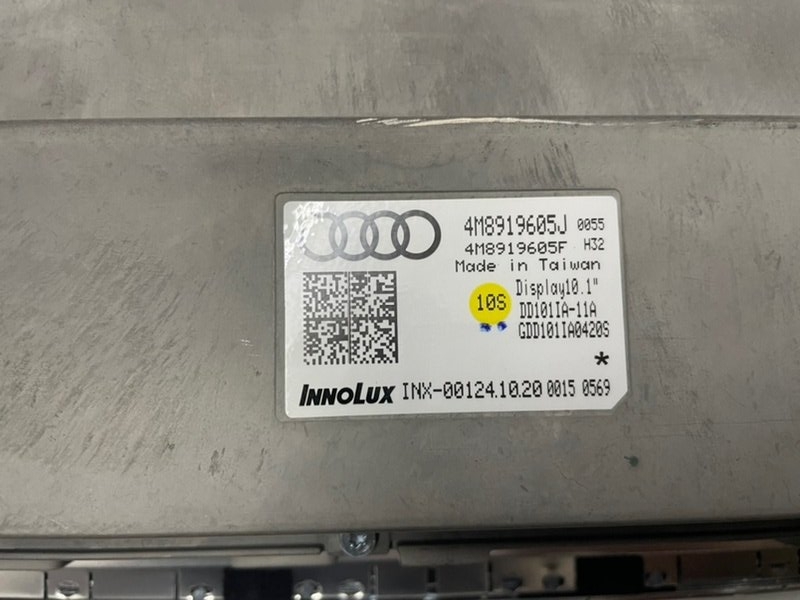 4M8919605J 0055
4M8919605F H32
Made in Taiwan
Display10.1"
10S
DD101IA-11A
GDD101IA0420S
*
INNOLUX INX-00124.10.20 0015 0569